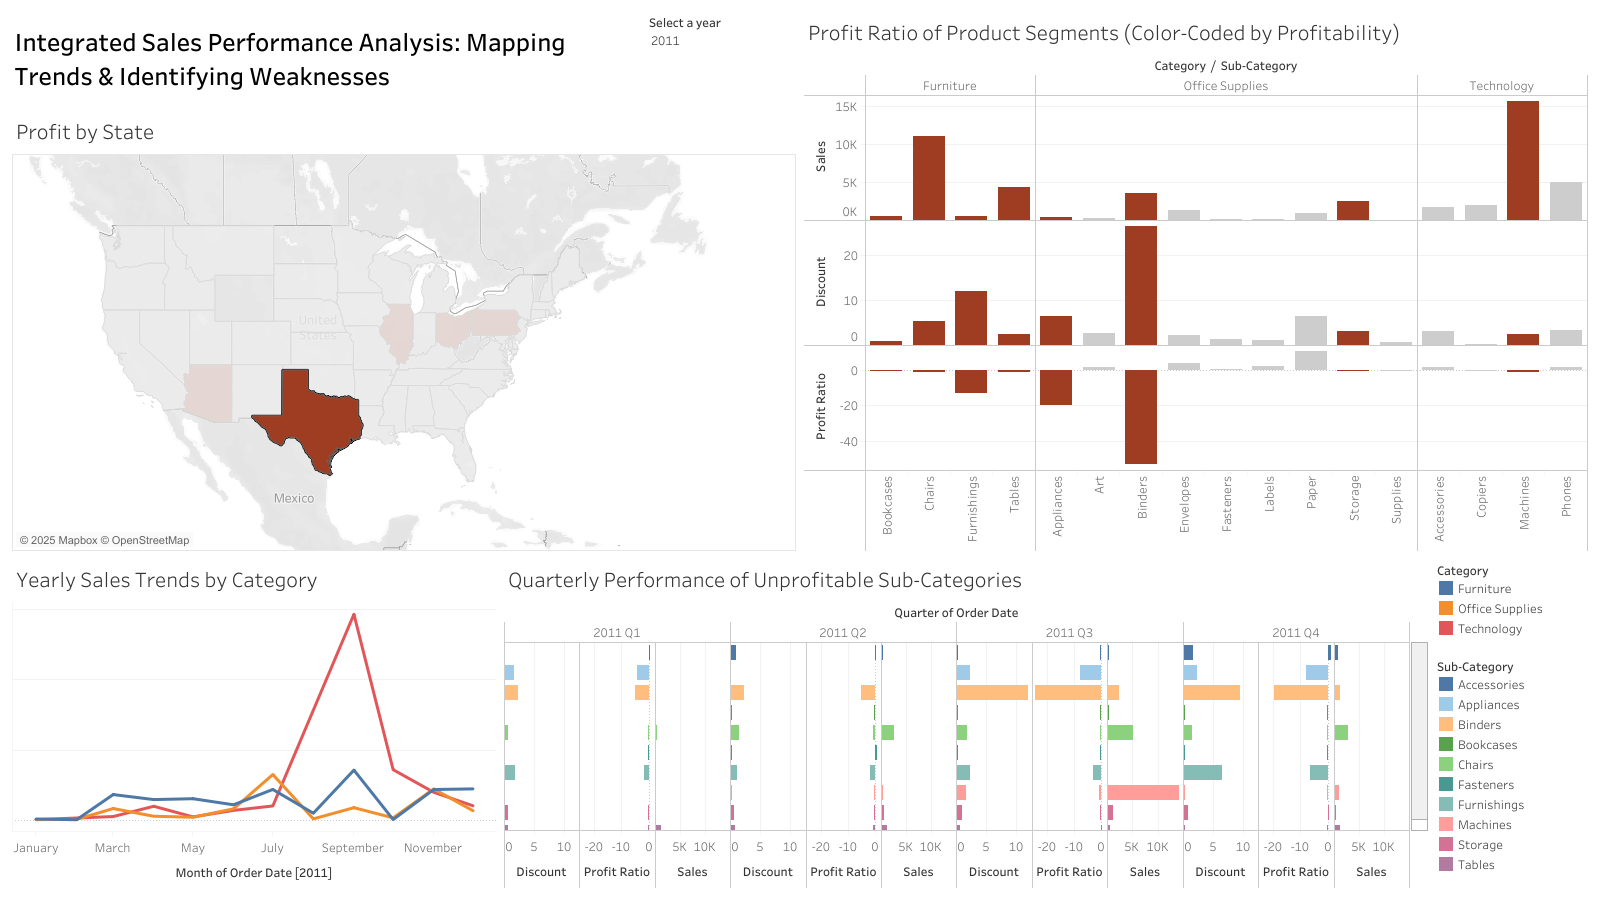 Integrated Sales Performance Analysis: Mapping
Trends & Identifying Weaknesses
Select a year
2011
Profit by State
United
States
Mexico
© 2025 Mapbox © OpenStreetMap
Profit Ratio of Product Segments (Color-Coded by Profitability)
Category / Sub-Category
Furniture Office Supplies Technology
15K
10K
5K
0K
Sales
20
10
0
Discount
0
-20
-40
Profit Ratio
Bookcases Chairs Furnishings Tables Appliances Art Binders Envelopes Fasteners Labels Paper Storage Supplies Accessories Copiers Machines Phones
Yearly Sales Trends by Category
January March May July September November
Month of Order Date [2011]
Quarterly Performance of Unprofitable Sub-Categories
Quarter of Order Date
2011 Q1 2011 Q2 2011 Q3 2011 Q4
0 5 10 -20 -10 0 5K 10K 0 5 10 -20 -10 0 5K 10K 0 5 10 -20 -10 0 5K 10K 0 5 10 -20 -10 0 5K 10K
Discount Profit Ratio Sales Discount Profit Ratio Sales Discount Profit Ratio Sales Discount Profit Ratio Sales
Category
Furniture
Office Supplies
Technology
Sub-Category
Accessories
Appliances
Binders
Bookcases
Chairs
Fasteners
Furnishings
Machines
Storage
Tables